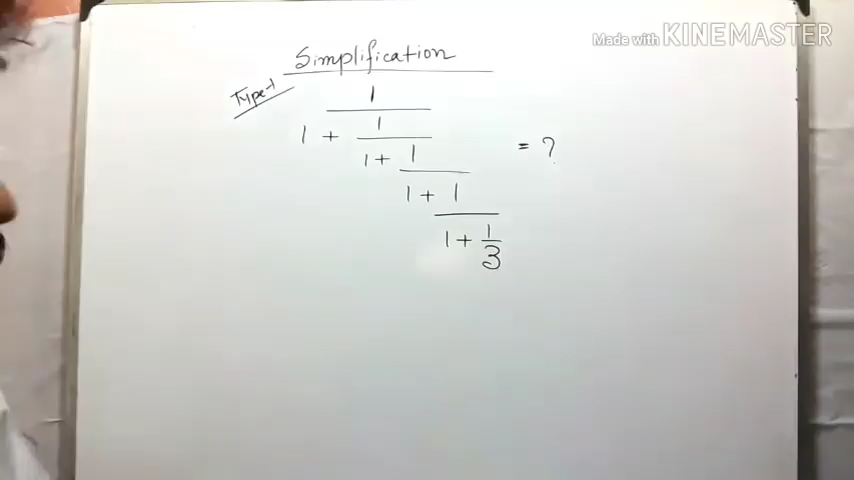 Made with KINEMASTER
Simplification
Type-1
1
1 + 1
1 + 1
= ?
1 + 1
1 + 1
3